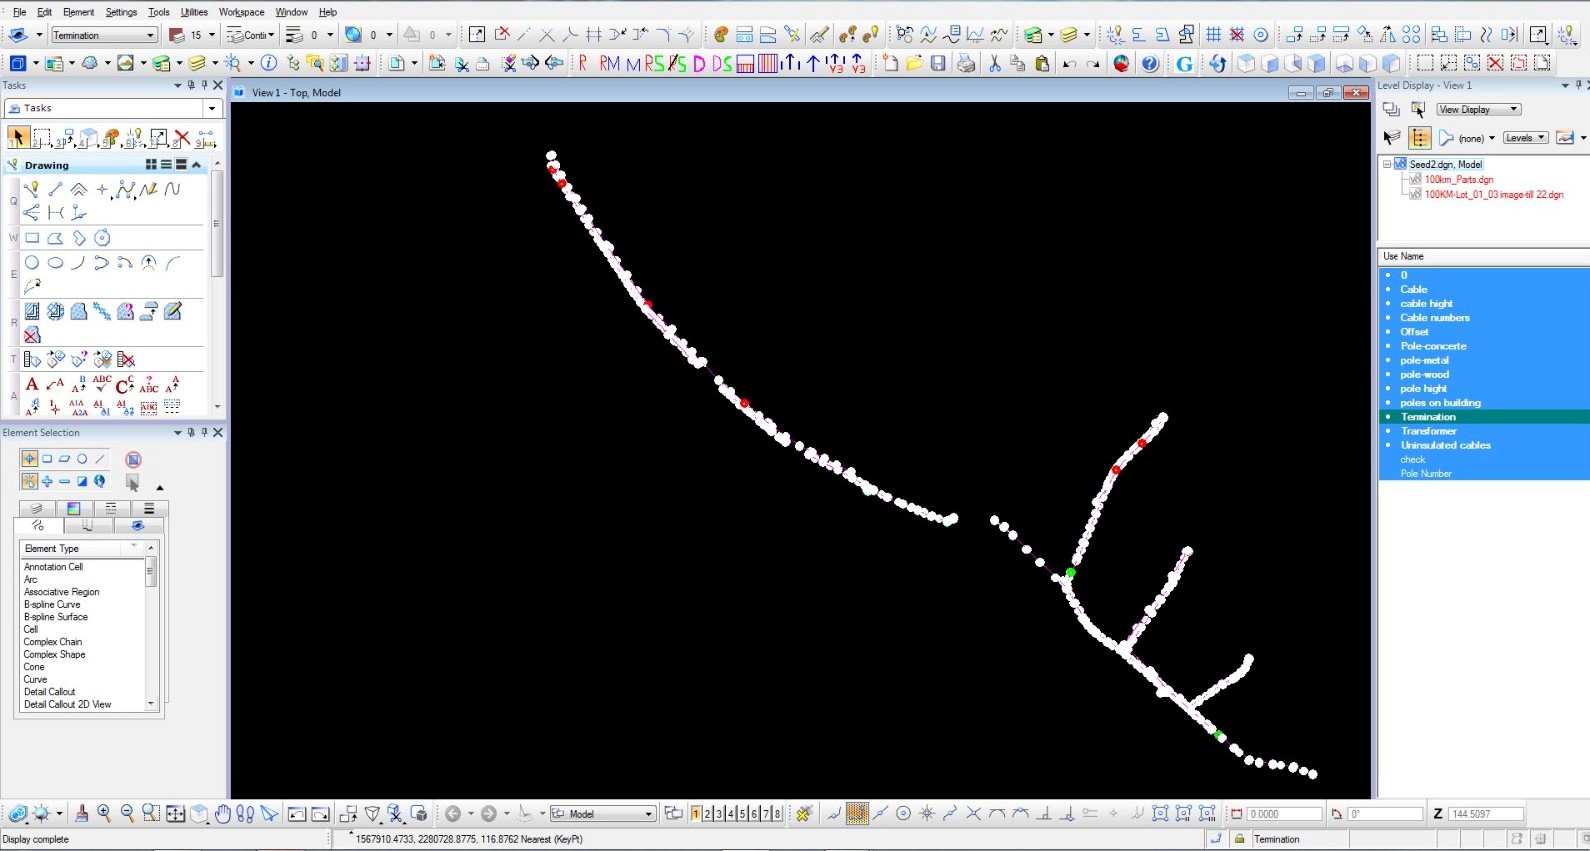 File Edit Element Settings Tools Utilities Workspace Window Help
Termination 15 Conti 0 0 0
R RM M RS RS D DS V3 V3 G
Tasks
Tasks
Drawing
Q
W
E
R
T
A
Element Selection
Element Type
Annotation Cell
Arc
Associative Region
B-spline Curve
B-spline Surface
Cell
Complex Chain
Complex Shape
Cone
Curve
Detail Callout
Detail Callout 2D View
View 1 - Top, Model
Level Display - View 1
View Display
(none) Levels
Seed2.dgn, Model
100km_Parts.dgn
100KM-Lot_01_03 image-till 22.dgn
Use Name
0
Cable
cable hight
Cable numbers
Offset
Pole-concerte
pole-metal
pole-wood
pole hight
poles on building
Termination
Transformer
Uninsulated cables
check
Pole Number
Model 1 2 3 4 5 6 7 8 0.0000 0° Z 144.5097
Display complete 1567910.4733, 2280728.8775, 116.8762 Nearest (KeyPt) Termination